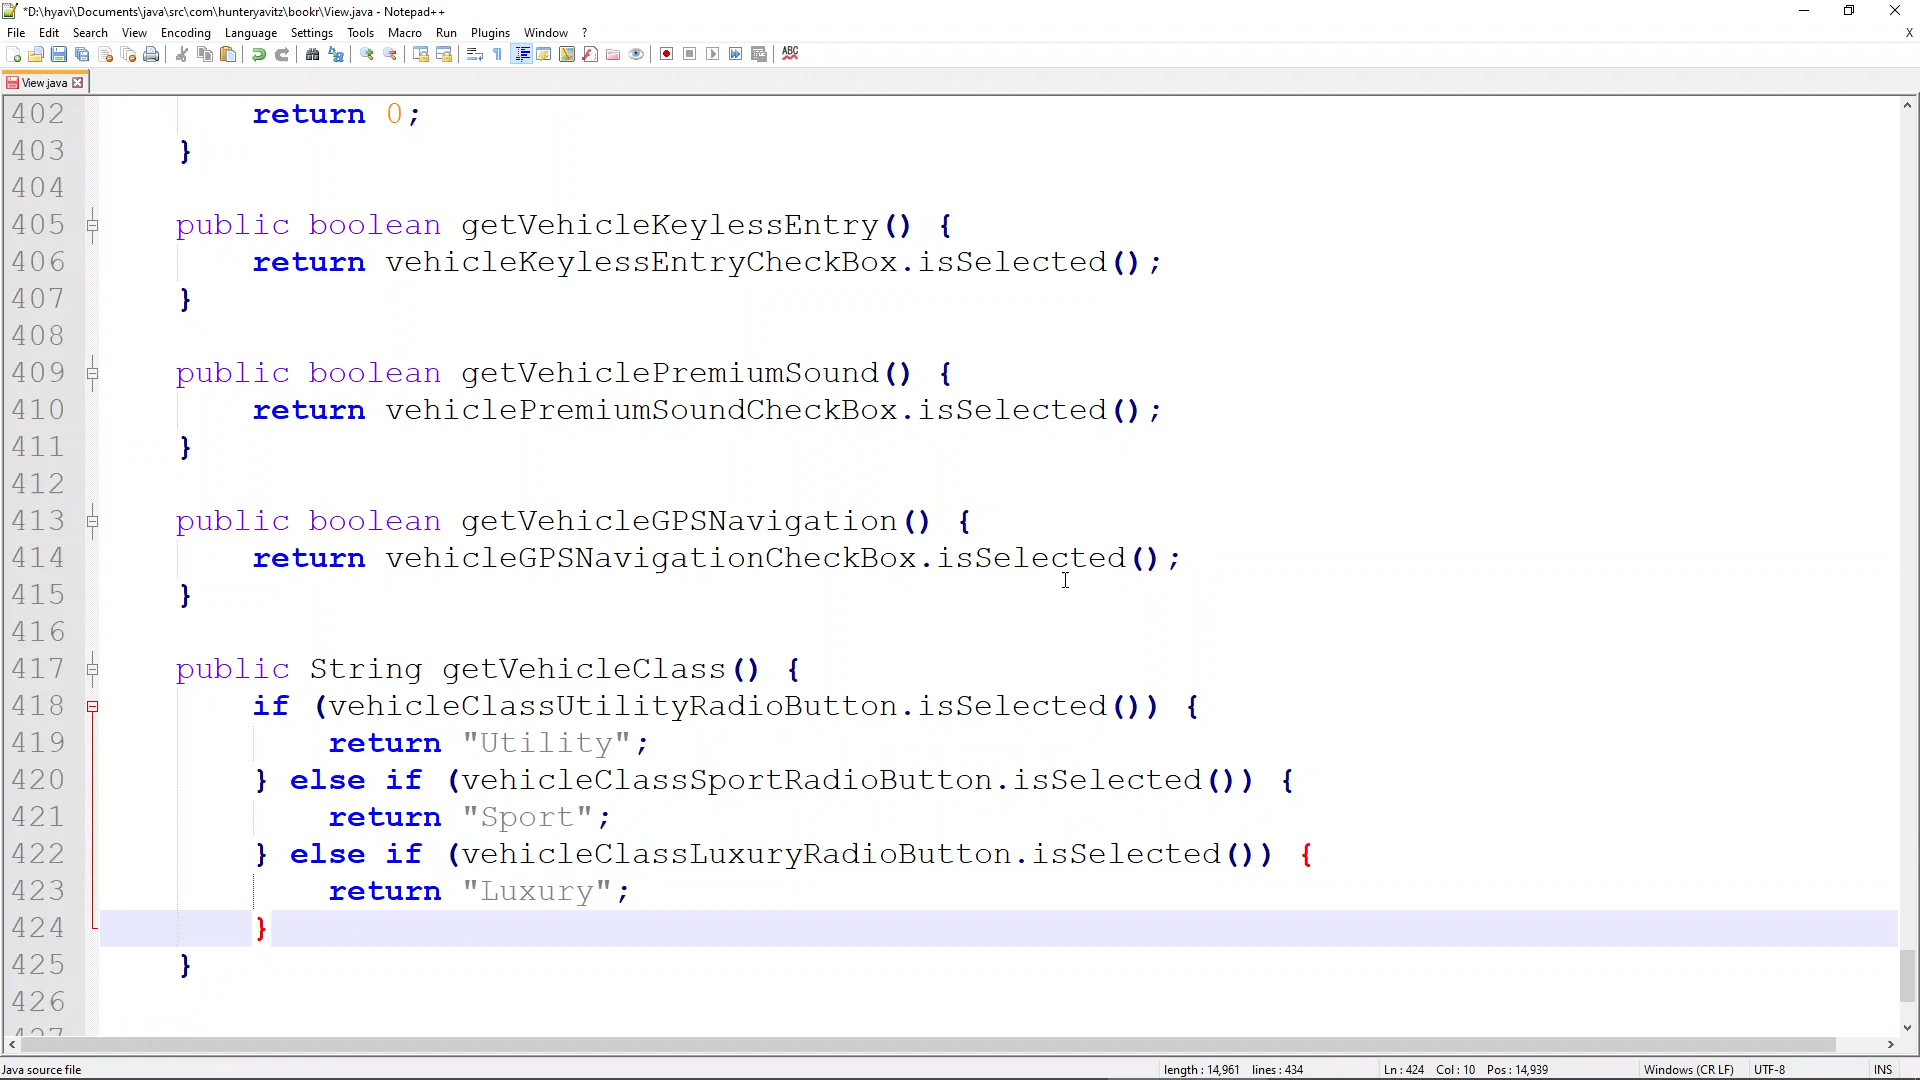 *D:\hyavi\Documents\java\src\com\hunteryavitz\bookr\View.java - Notepad++
File Edit Search View Encoding Language Settings Tools Macro Run Plugins Window ? X
View.java
402 return 0;
403 }
404
405 public boolean getVehicleKeylessEntry() {
406 return vehicleKeylessEntryCheckBox.isSelected();
407 }
408
409 public boolean getVehiclePremiumSound() {
410 return vehiclePremiumSoundCheckBox.isSelected();
411 }
412
413 public boolean getVehicleGPSNavigation() {
414 return vehicleGPSNavigationCheckBox.isSelected();
415 }
416
417 public String getVehicleClass() {
418 if (vehicleClassUtilityRadioButton.isSelected()) {
419 return "Utility";
420 } else if (vehicleClassSportRadioButton.isSelected()) {
421 return "Sport";
422 } else if (vehicleClassLuxuryRadioButton.isSelected()) {
423 return "Luxury";
424 }
425 }
426
427
Java source file length : 14,961 lines : 434 Ln : 424 Col : 10 Pos : 14,939 Windows (CR LF) UTF-8 INS